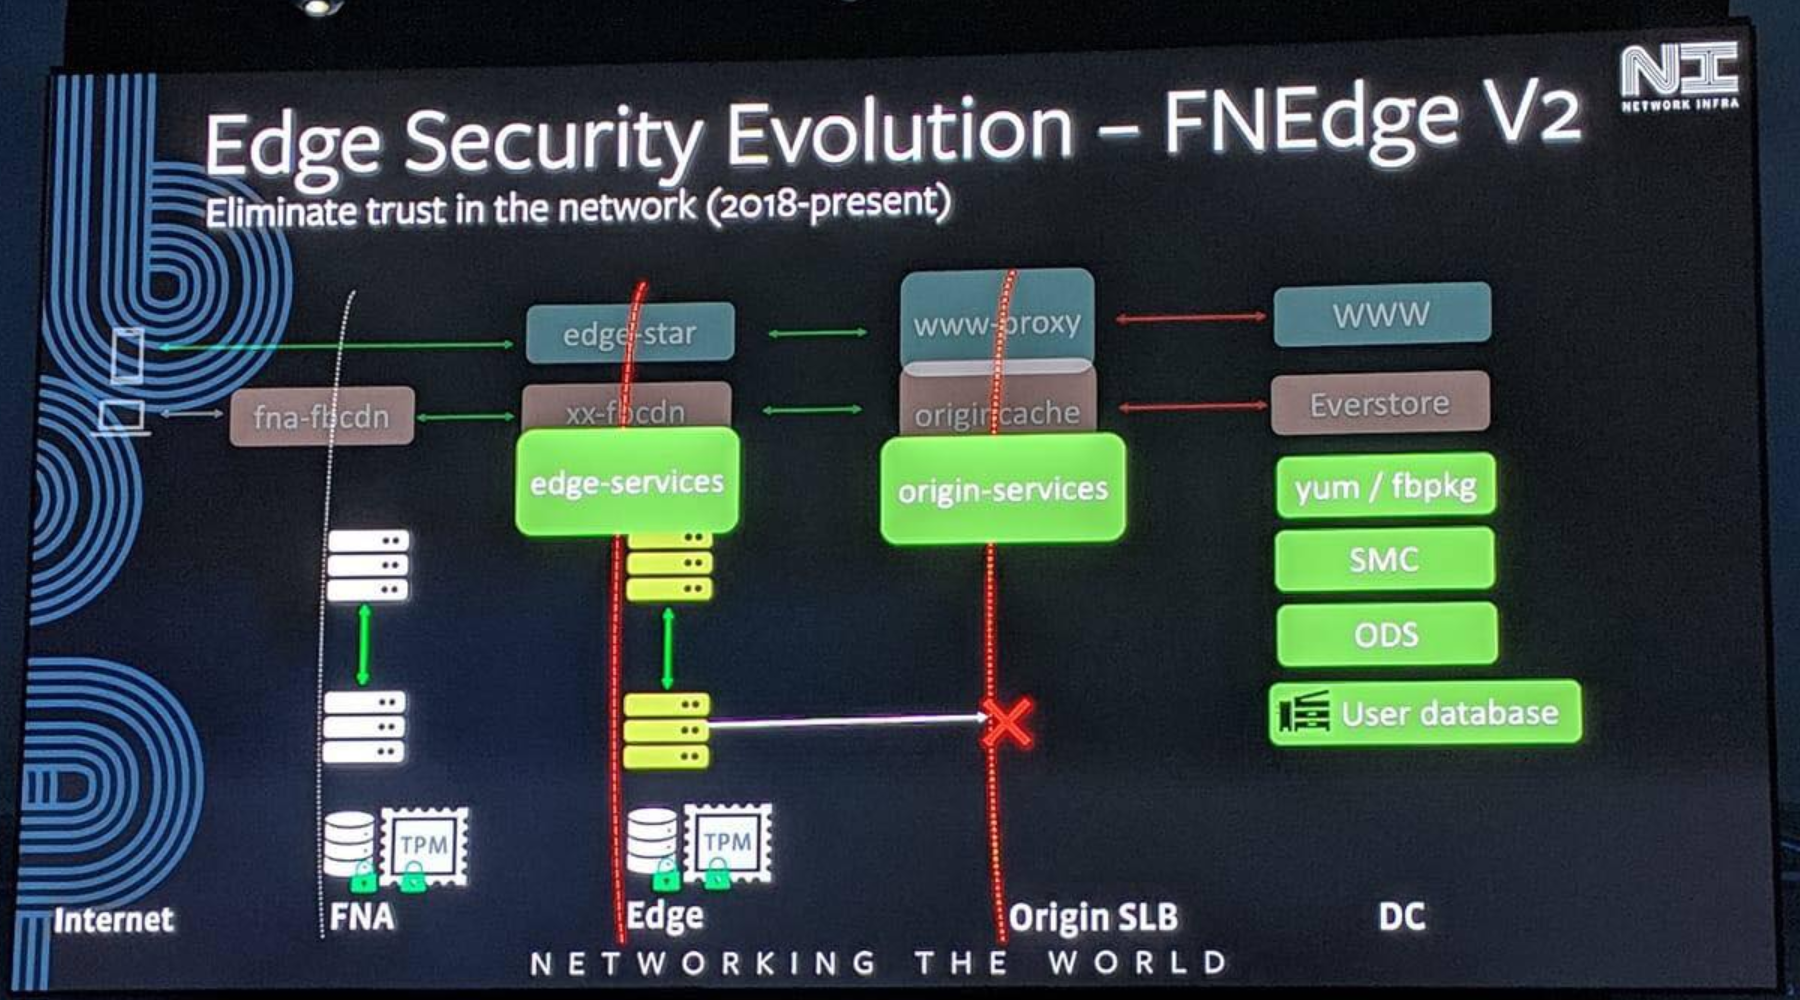 NI
NETWORK INFRA
Edge Security Evolution – FNEdge V2
Eliminate trust in the network (2018-present)
edge-star
www-proxy
WWW
fna-fbcdn
xx-fbcdn
origincache
Everstore
edge-services
origin-services
yum / fbpkg
SMC
ODS
User database
TPM
TPM
Internet
FNA
Edge
Origin SLB
DC
NETWORKING THE WORLD